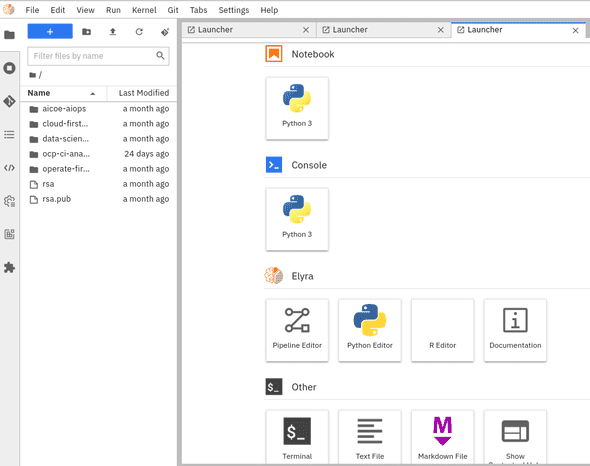 File Edit View Run Kernel Git Tabs Settings Help
Launcher Launcher Launcher
Filter files by name
/
Name Last Modified
aicoe-aiops a month ago
cloud-first... a month ago
data-scien... a month ago
ocp-ci-ana... 24 days ago
operate-fir... a month ago
rsa a month ago
rsa.pub a month ago
Notebook
Python 3
Console
Python 3
Elyra
Pipeline Editor Python Editor R Editor Documentation
$_ Other
$_
Terminal Text File Markdown File Show